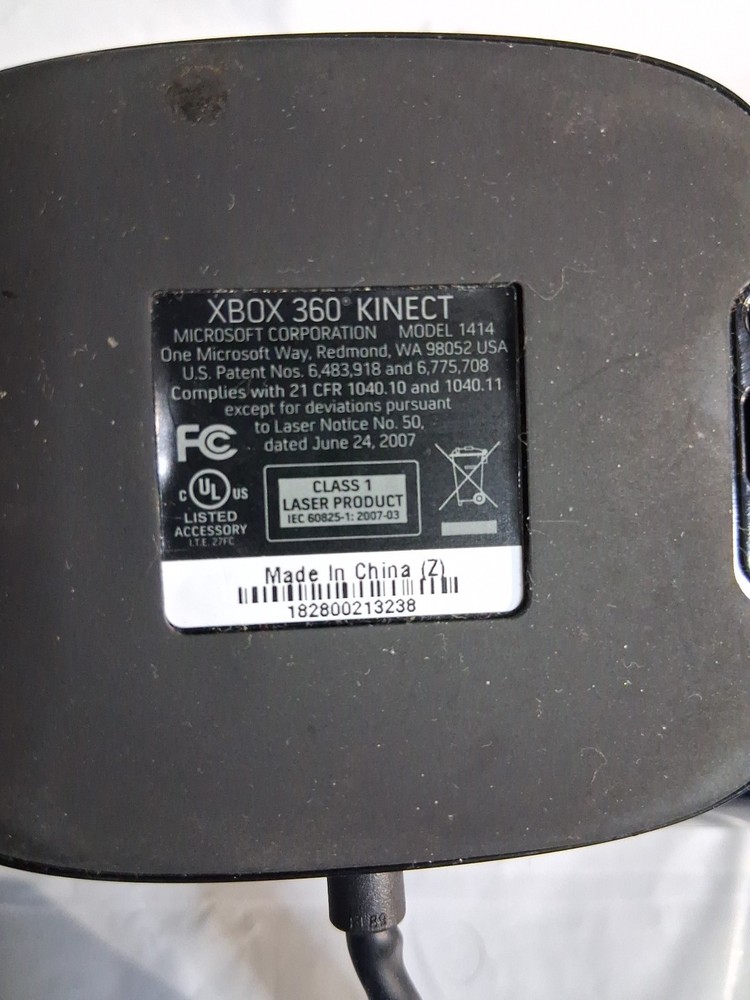 XBOX 360® KINECT
MICROSOFT CORPORATION MODEL 1414
One Microsoft Way, Redmond, WA 98052 USA
U.S. Patent Nos. 6,483,918 and 6,775,708
Complies with 21 CFR 1040.10 and 1040.11
except for deviations pursuant
to Laser Notice No. 50,
dated June 24, 2007
FC
C UL US
LISTED
ACCESSORY
I.T.E. 27FC
CLASS 1
LASER PRODUCT
IEC 60825-1: 2007-03
Made In China (Z)
182800213238